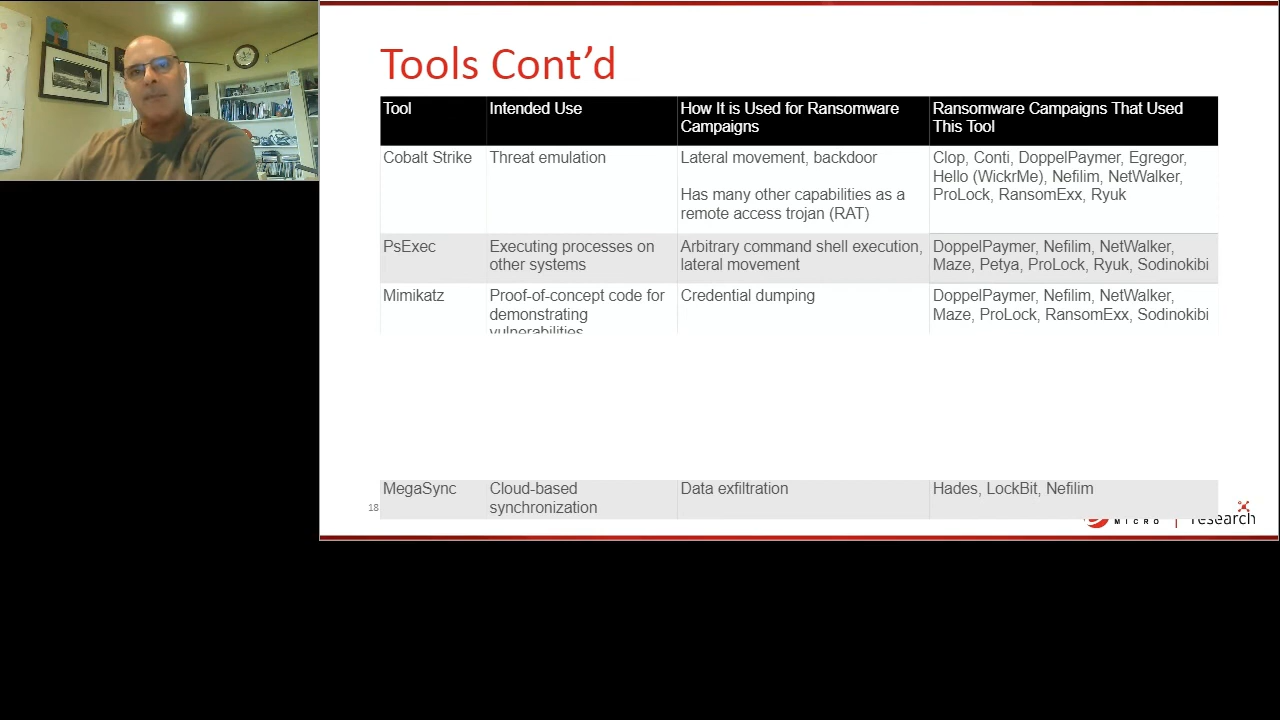 Tools Cont’d
Tool
Intended Use
How It is Used for Ransomware
Campaigns
Ransomware Campaigns That Used
This Tool
Cobalt Strike
Threat emulation
Lateral movement, backdoor
Has many other capabilities as a
remote access trojan (RAT)
Clop, Conti, DoppelPaymer, Egregor,
Hello (WickrMe), Nefilim, NetWalker,
ProLock, RansomExx, Ryuk
PsExec
Executing processes on
other systems
Arbitrary command shell execution,
lateral movement
DoppelPaymer, Nefilim, NetWalker,
Maze, Petya, ProLock, Ryuk, Sodinokibi
Mimikatz
Proof-of-concept code for
demonstrating
vulnerabilities
Credential dumping
DoppelPaymer, Nefilim, NetWalker,
Maze, ProLock, RansomExx, Sodinokibi
MegaSync
Cloud-based
synchronization
Data exfiltration
Hades, LockBit, Nefilim
18
MICRO | research